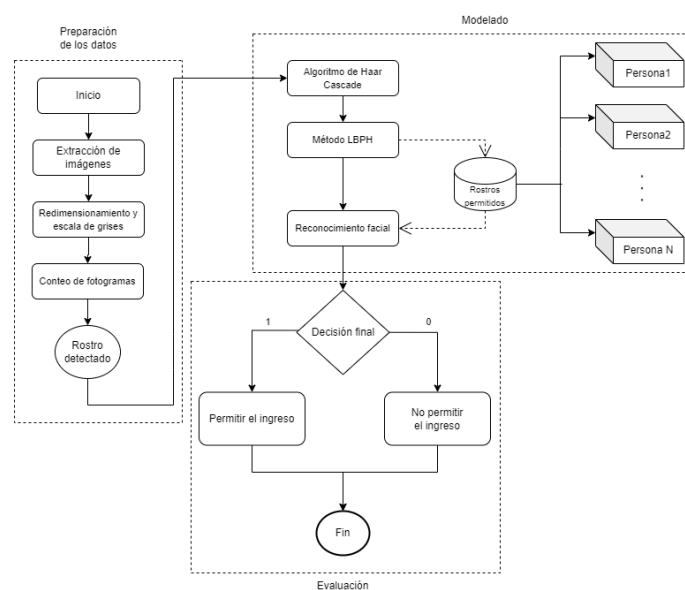 Preparación
de los datos
Inicio
Extracción de
imágenes
Redimensionamiento y
escala de grises
Conteo de fotogramas
Rostro
detectado
Modelado
Algoritmo de Haar
Cascade
Método LBPH
Reconocimiento facial
Rostros
permitidos
Persona1
Persona2
Persona N
Decisión final
1
0
Permitir el ingreso
No permitir
el ingreso
Fin
Evaluación